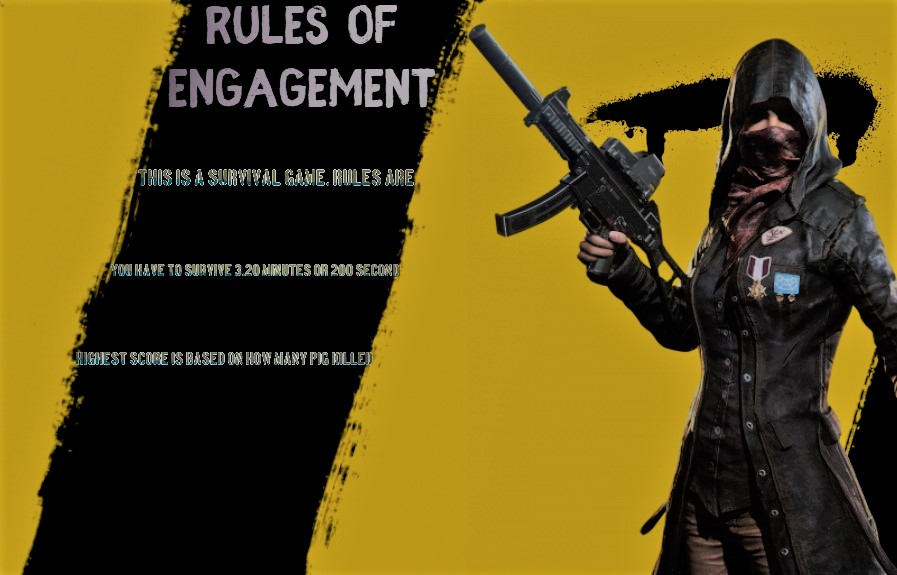 RULES OF
ENGAGEMENT
THIS IS A SURVIVAL GAME. RULES ARE
YOU HAVE TO SURVIVE 3.20 MINUTES OR 200 SECOND
HIGHEST SCORE IS BASED ON HOW MANY PIG KILLED